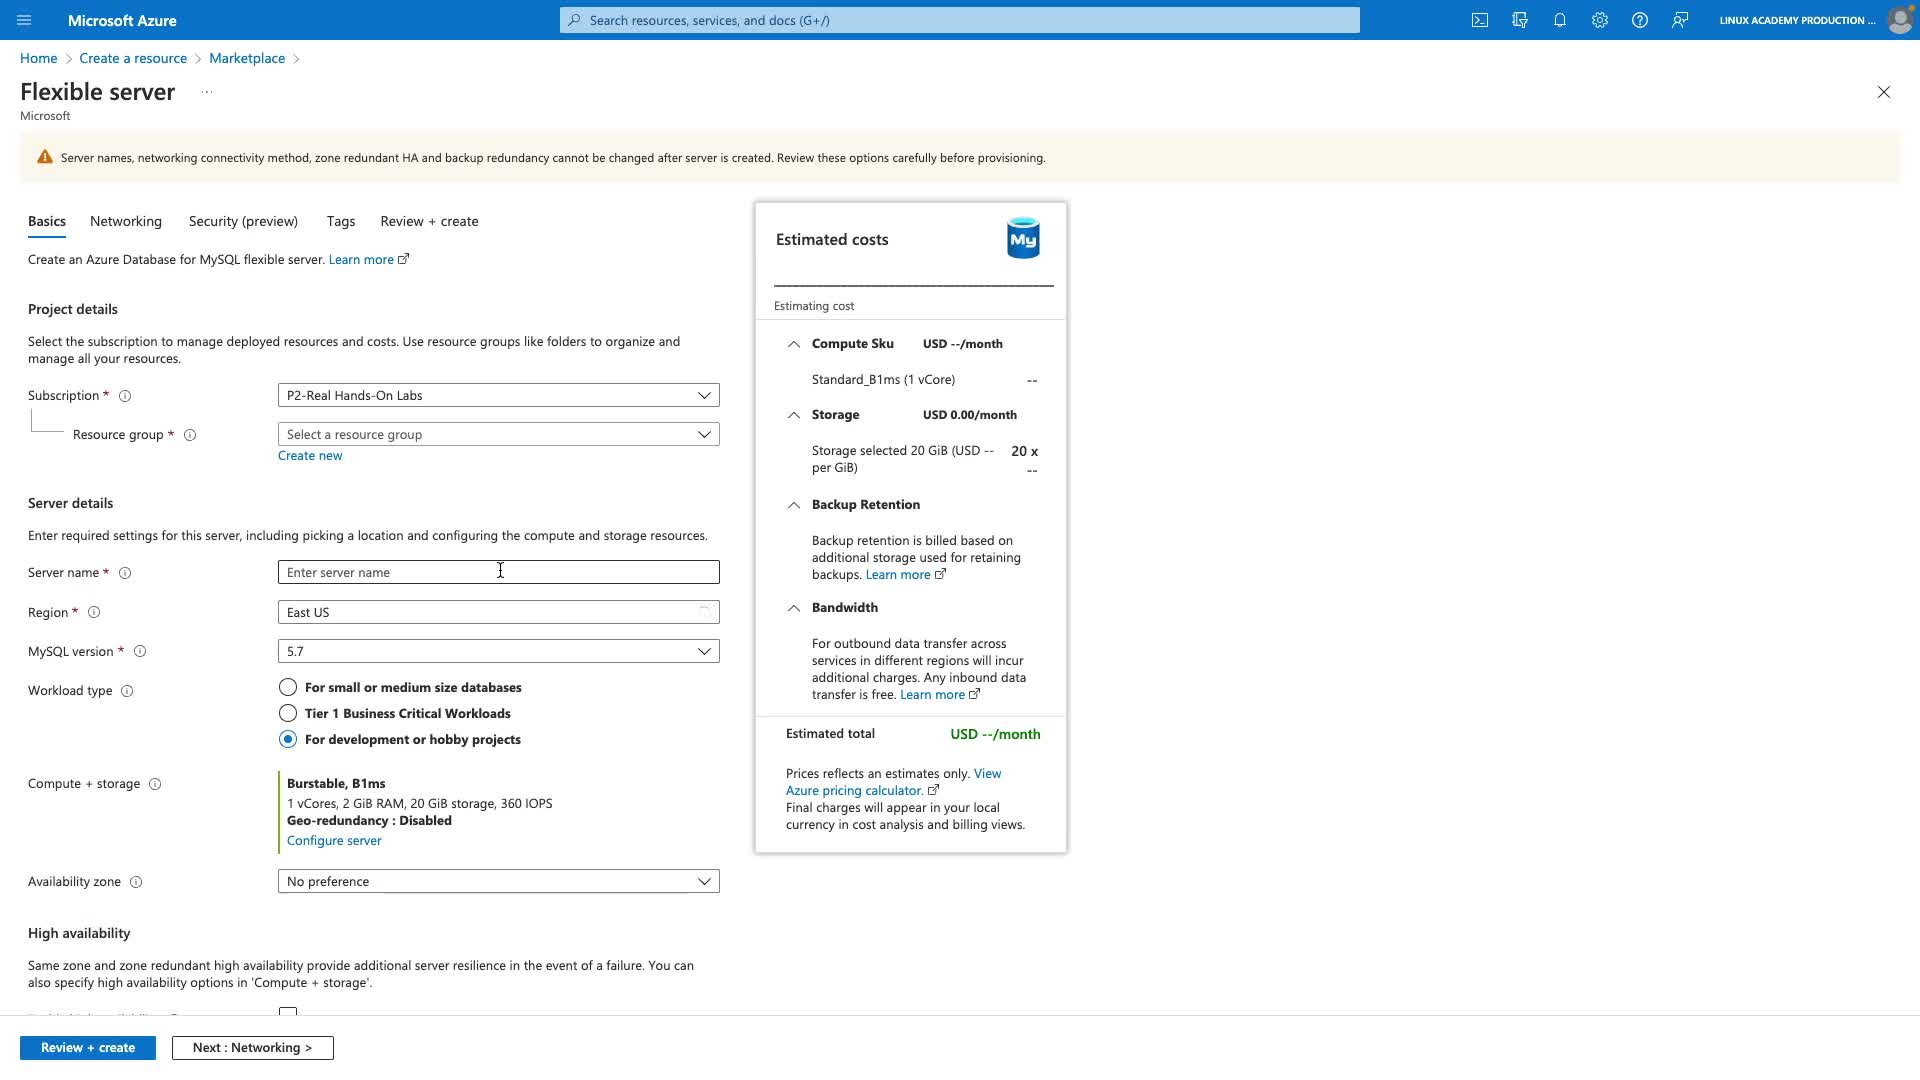 Microsoft Azure
Search resources, services, and docs (G+/)
LINUX ACADEMY PRODUCTION ...
Home > Create a resource > Marketplace >
Flexible server ...
Microsoft
Server names, networking connectivity method, zone redundant HA and backup redundancy cannot be changed after server is created. Review these options carefully before provisioning.
Basics Networking Security (preview) Tags Review + create
Create an Azure Database for MySQL flexible server. Learn more
Project details
Select the subscription to manage deployed resources and costs. Use resource groups like folders to organize and
manage all your resources.
Subscription *
P2-Real Hands-On Labs
Resource group *
Select a resource group
Create new
Server details
Enter required settings for this server, including picking a location and configuring the compute and storage resources.
Server name *
Enter server name
Region *
East US
MySQL version *
5.7
Workload type
For small or medium size databases
Tier 1 Business Critical Workloads
For development or hobby projects
Compute + storage
Burstable, B1ms
1 vCores, 2 GiB RAM, 20 GiB storage, 360 IOPS
Geo-redundancy : Disabled
Configure server
Availability zone
No preference
High availability
Same zone and zone redundant high availability provide additional server resilience in the event of a failure. You can
also specify high availability options in 'Compute + storage'.
Review + create
Next : Networking >
Estimated costs
My
Estimating cost
Compute Sku USD --/month
Standard_B1ms (1 vCore) --
Storage USD 0.00/month
Storage selected 20 GiB (USD -- 20 x
per GiB) --
Backup Retention
Backup retention is billed based on
additional storage used for retaining
backups. Learn more
Bandwidth
For outbound data transfer across
services in different regions will incur
additional charges. Any inbound data
transfer is free. Learn more
Estimated total USD --/month
Prices reflects an estimates only. View
Azure pricing calculator.
Final charges will appear in your local
currency in cost analysis and billing views.